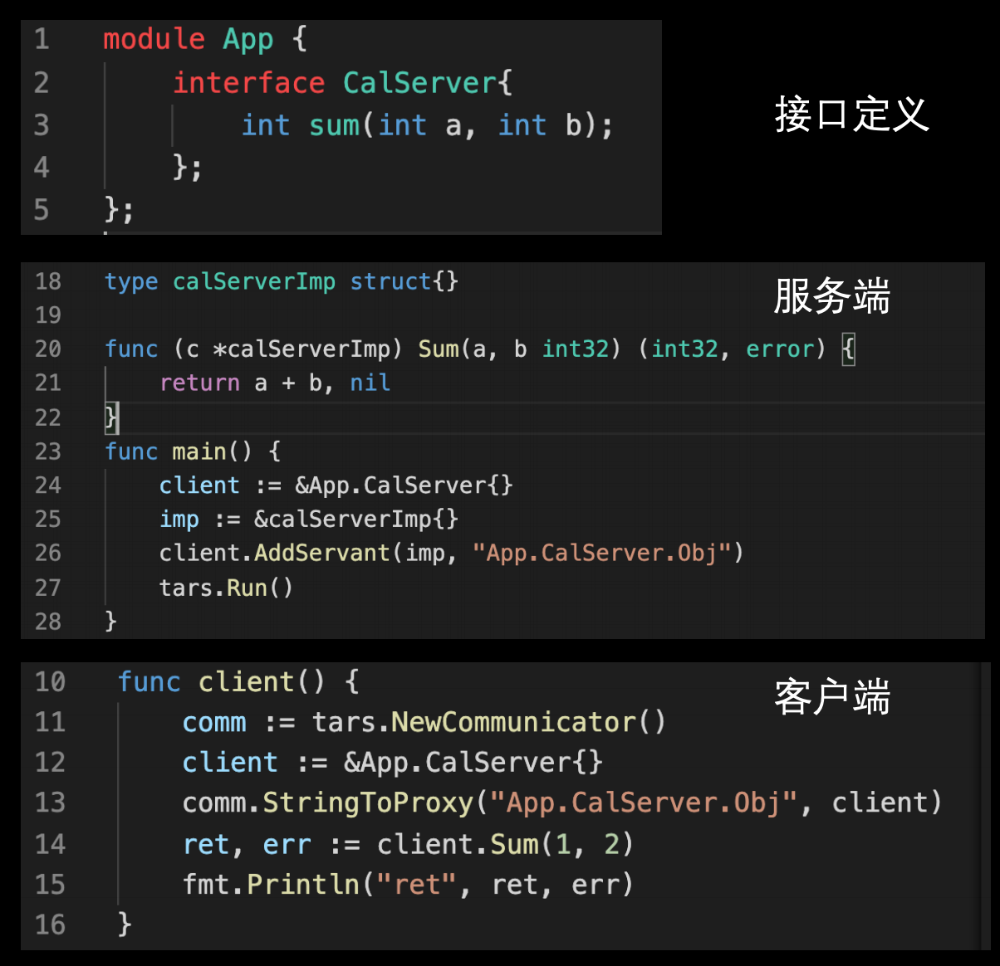 1 module App {
2 interface CalServer{
3 int sum(int a, int b);
4 };
5 };
接口定义
服务端
18 type calServerImp struct{}
19
20 func (c *calServerImp) Sum(a, b int32) (int32, error) {
21 return a + b, nil
22 }
23 func main() {
24 client := &App.CalServer{}
25 imp := &calServerImp{}
26 client.AddServant(imp, "App.CalServer.Obj")
27 tars.Run()
28 }
客户端
10 func client() {
11 comm := tars.NewCommunicator()
12 client := &App.CalServer{}
13 comm.StringToProxy("App.CalServer.Obj", client)
14 ret, err := client.Sum(1, 2)
15 fmt.Println("ret", ret, err)
16 }